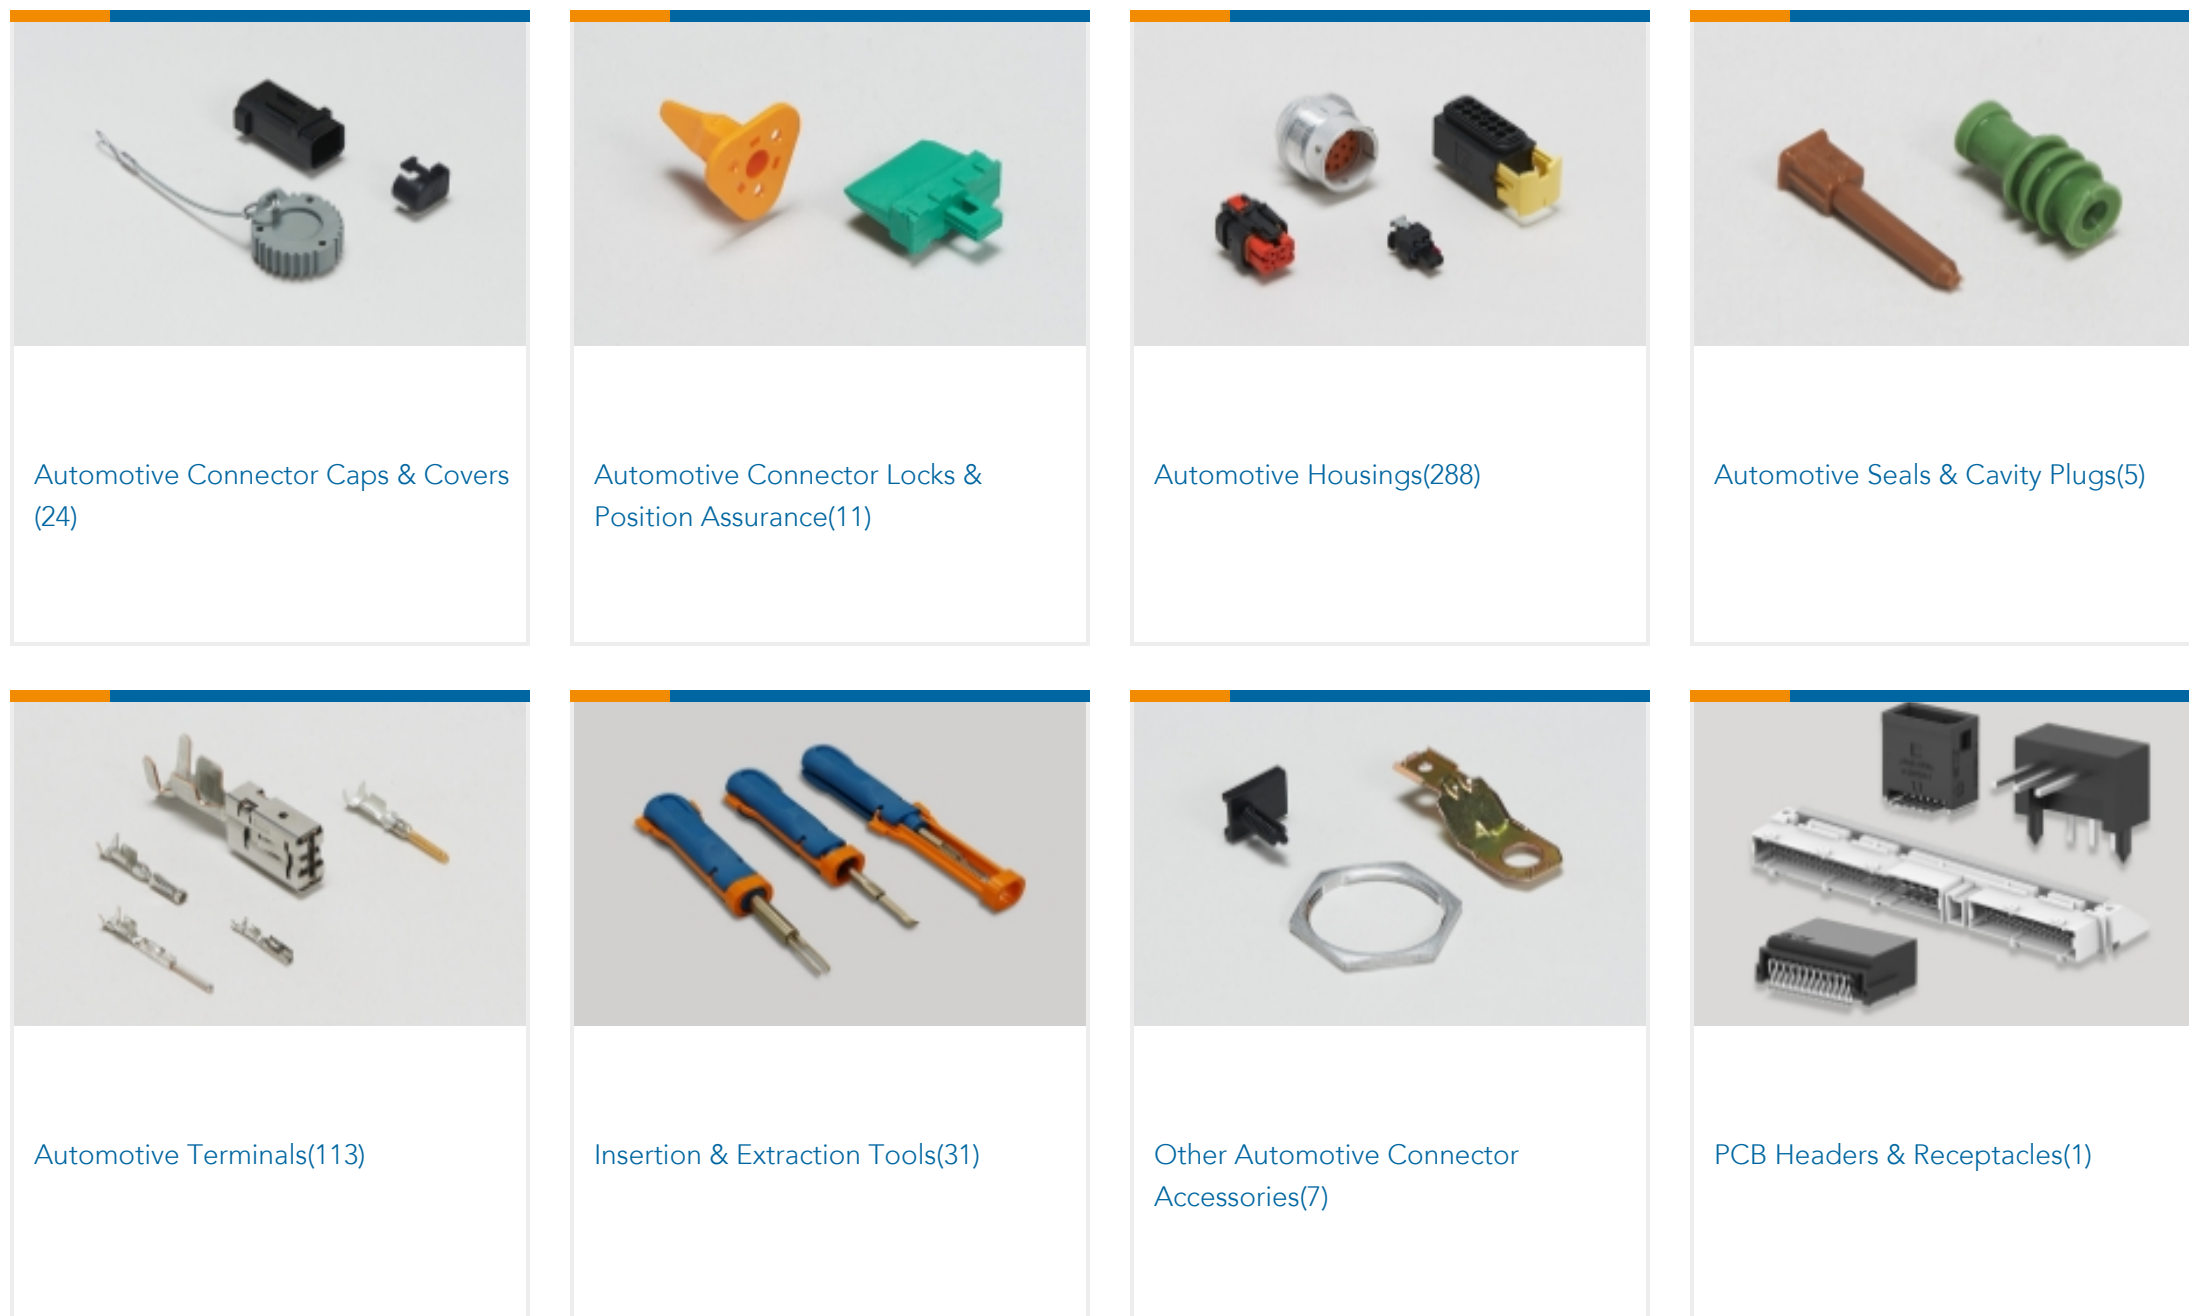 Automotive Connector Caps & Covers
(24)
Automotive Connector Locks &
Position Assurance(11)
Automotive Housings(288)
Automotive Seals & Cavity Plugs(5)
Automotive Terminals(113)
Insertion & Extraction Tools(31)
Other Automotive Connector
Accessories(7)
PCB Headers & Receptacles(1)